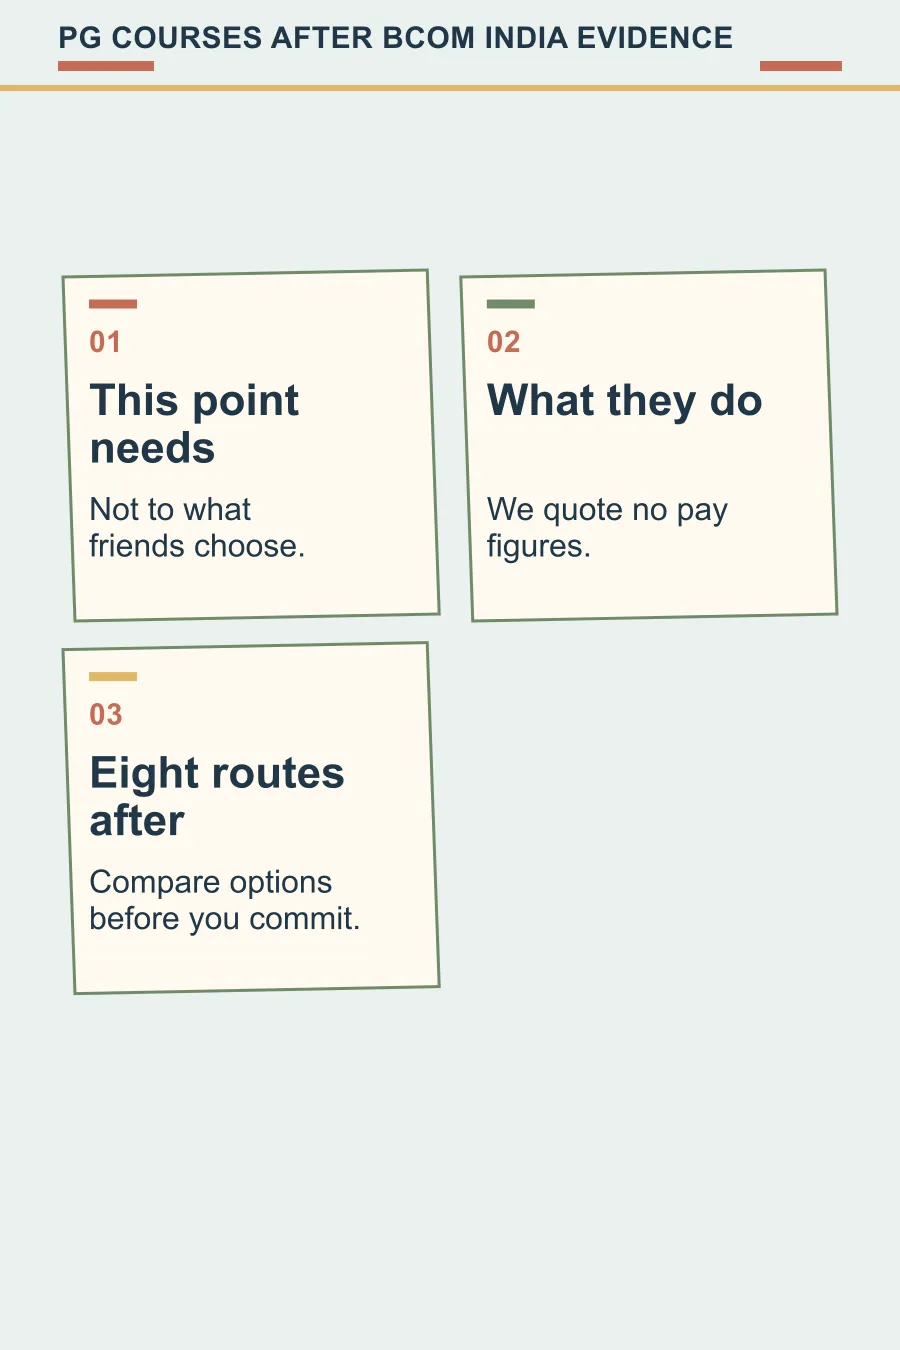 PG COURSES AFTER BCOM INDIA EVIDENCE
01
This point
needs
Not to what
friends choose.
02
What they do
We quote no pay
figures.
03
Eight routes
after
Compare options
before you commit.